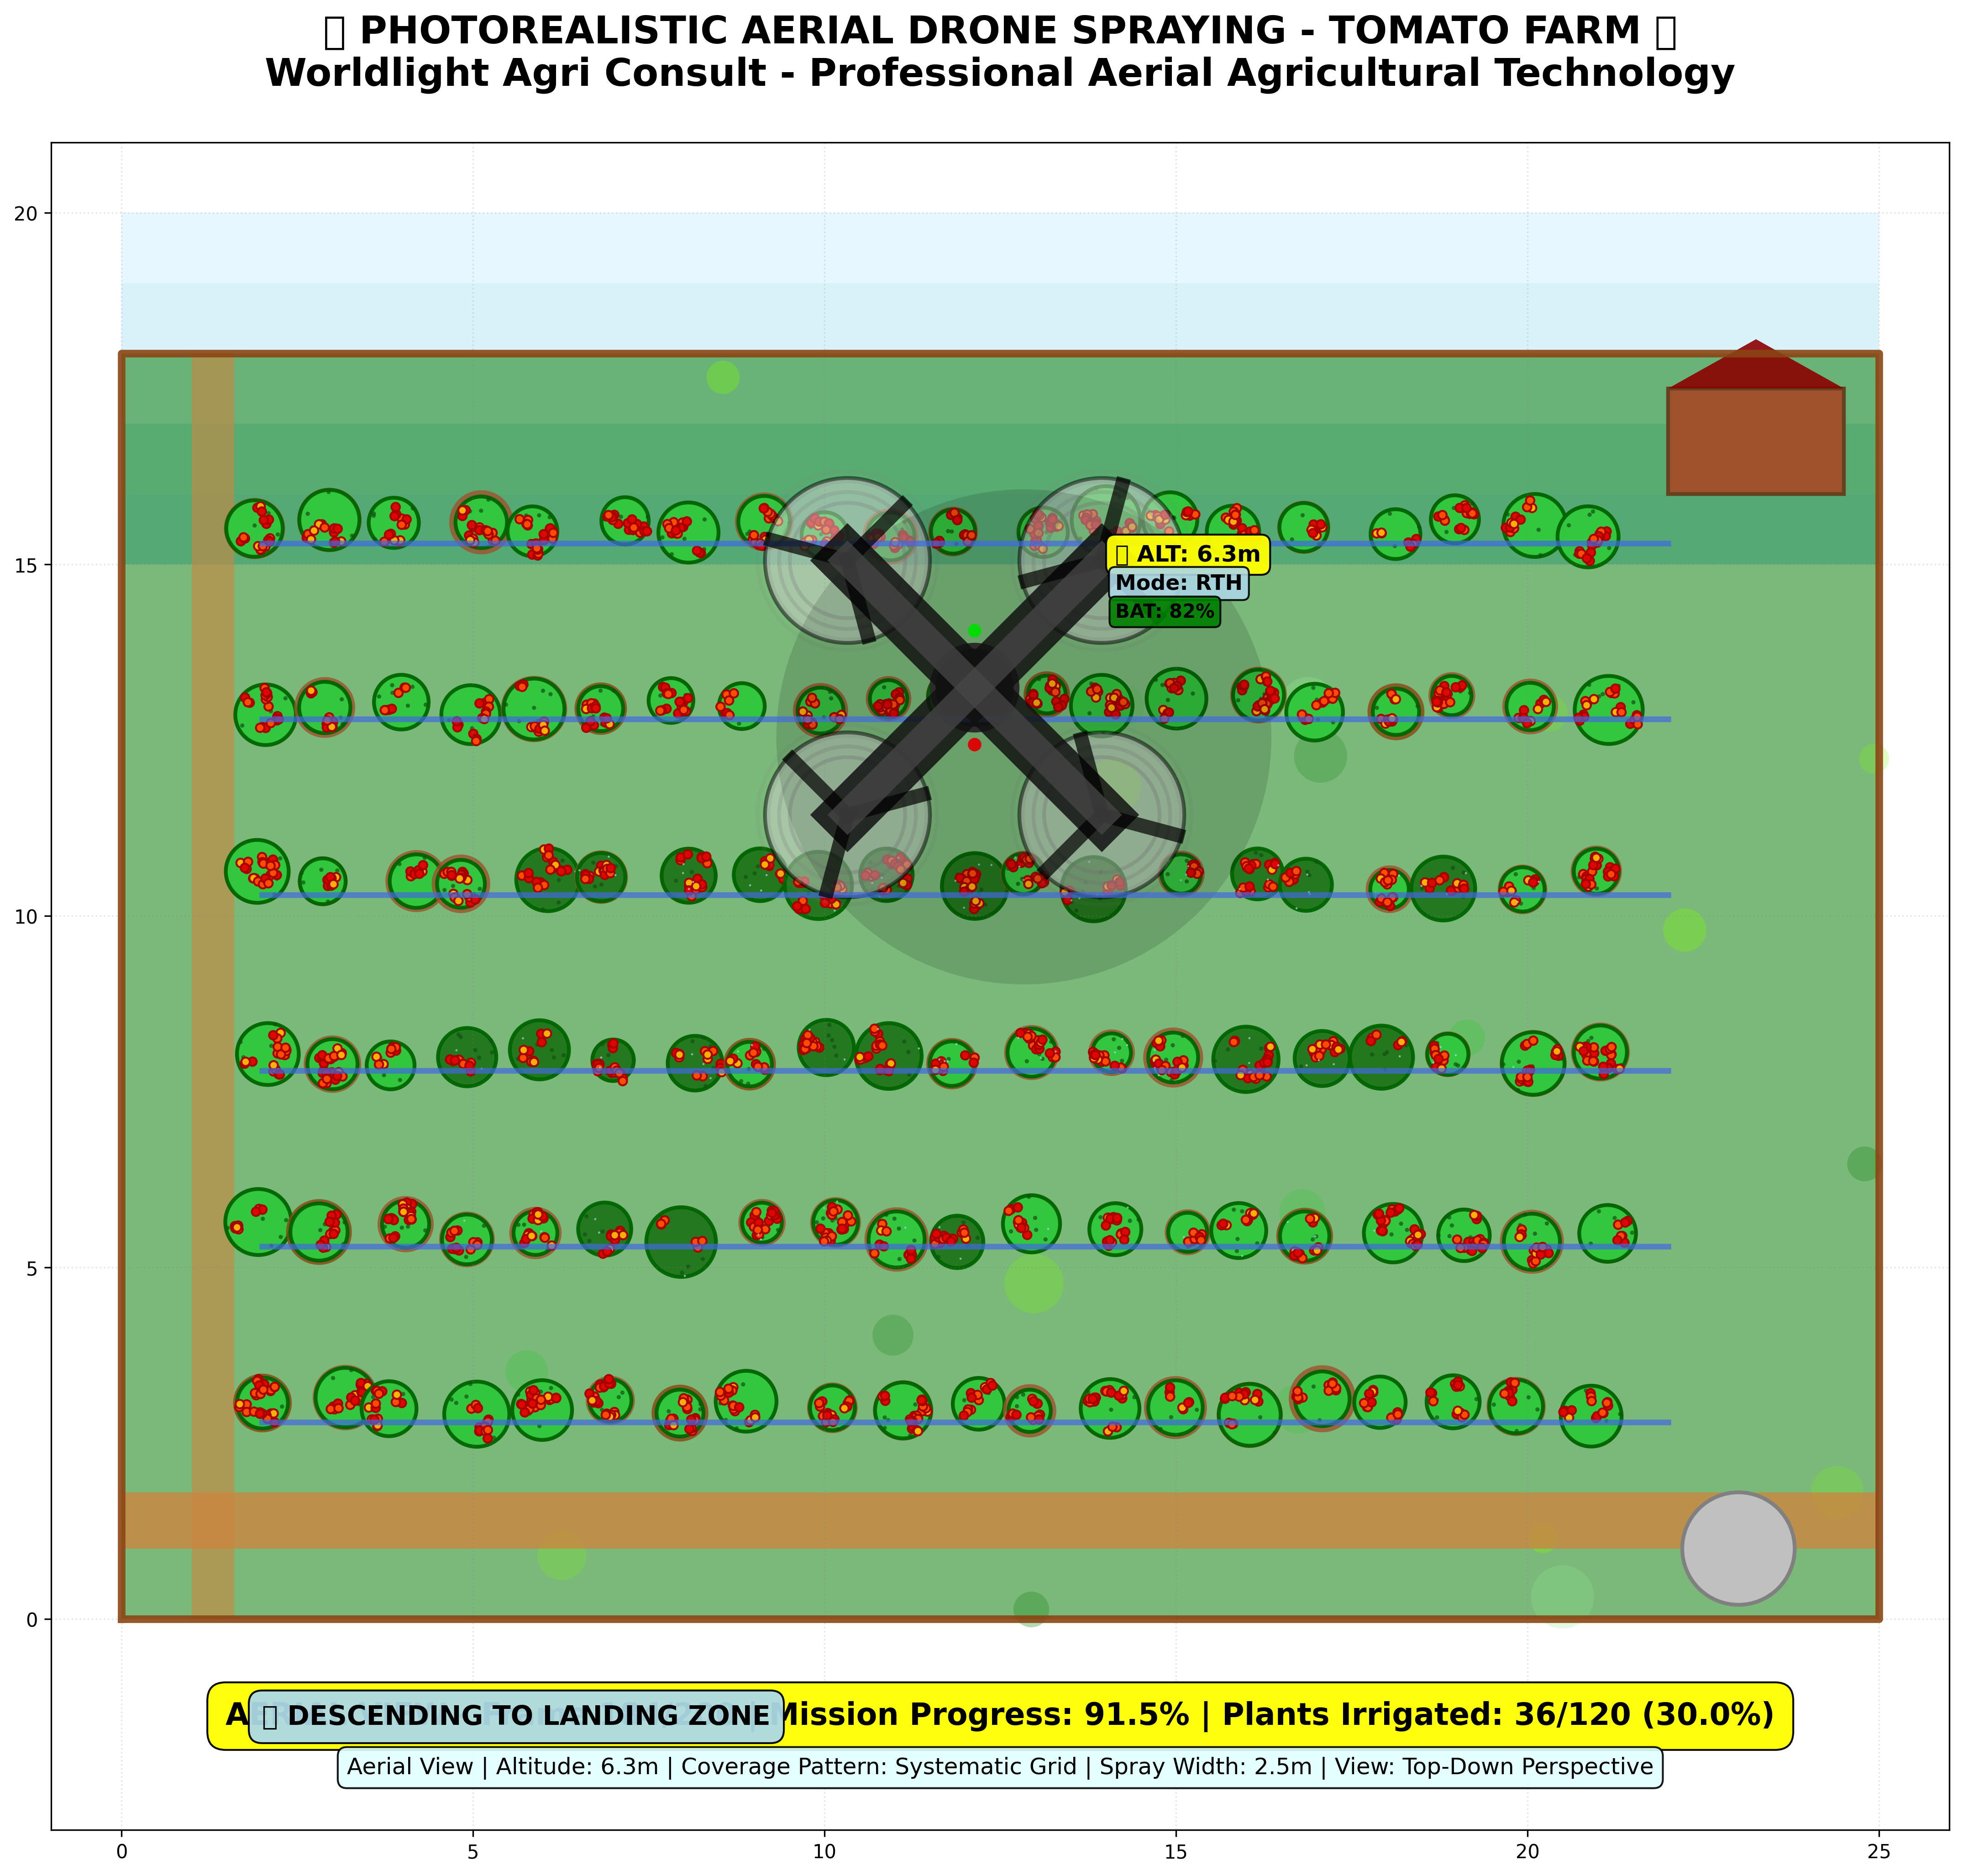 PHOTOREALISTIC AERIAL DRONE SPRAYING - TOMATO FARM
Worldlight Agri Consult - Professional Aerial Agricultural Technology
20
15
10
5
0
ALT: 6.3m
Mode: RTH
BAT: 82%
DESCENDING TO LANDING ZONE
Mission Progress: 91.5% | Plants Irrigated: 36/120 (30.0%)
Aerial View | Altitude: 6.3m | Coverage Pattern: Systematic Grid | Spray Width: 2.5m | View: Top-Down Perspective
0 5 10 15 20 25